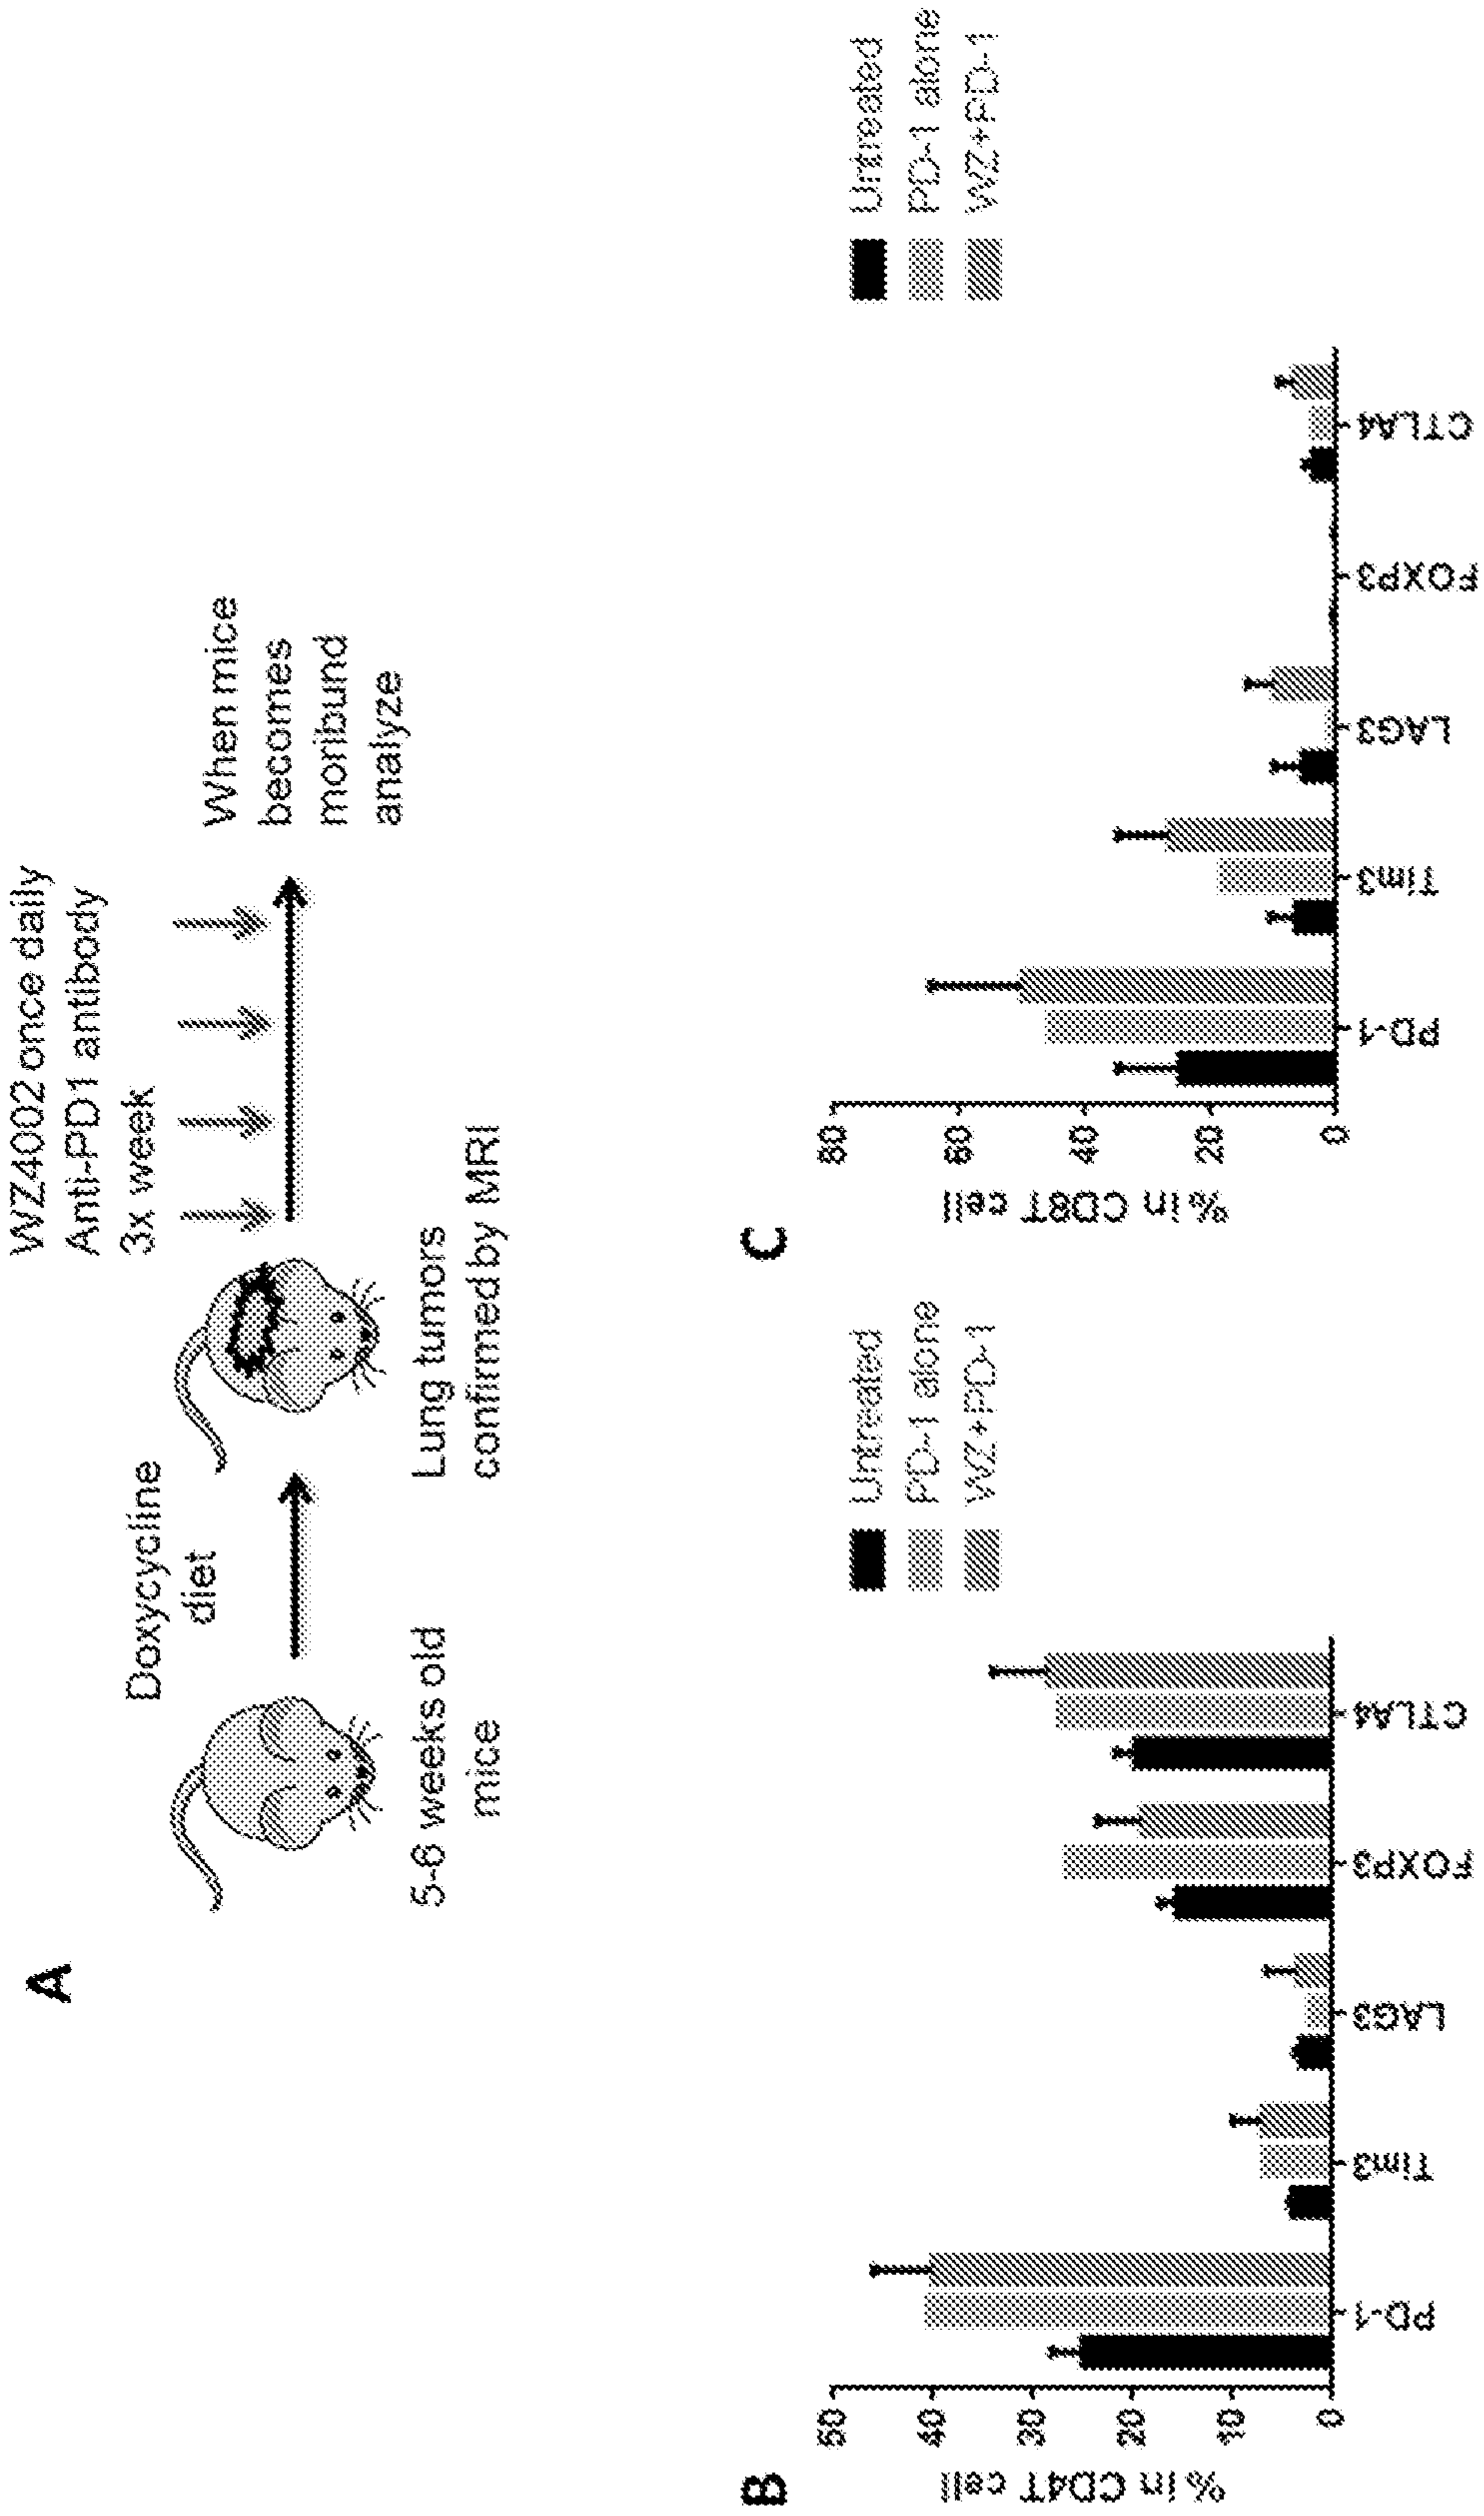 A
Doxycycline
diet
5-6 weeks old
mice
Lung tumors
confirmed by MRI
WZ4002 once daily
Anti-PD1 antibody
3x week
When mice
becomes
moribund
analyze
B
% in CD4T cell
50
40
30
20
10
0
PD-1
Tim3
LAG3
FOXP3
CTLA4
Untreated
PD-1 alone
WZ+PD-1
C
% in CD8T cell
80
60
40
20
0
PD-1
Tim3
LAG3
FOXP3
CTLA4
Untreated
PD-1 alone
WZ+PD-1